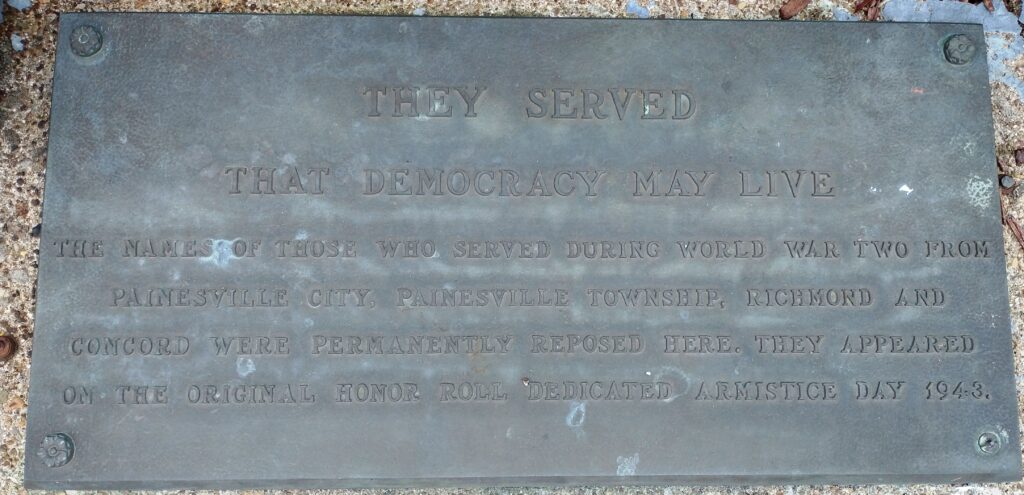 THEY SERVED
THAT DEMOCRACY MAY LIVE
THE NAMES OF THOSE WHO SERVED DURING WORLD WAR TWO FROM
PAINESVILLE CITY, PAINESVILLE TOWNSHIP, RICHMOND AND
CONCORD WERE PERMANENTLY REPOSED HERE. THEY APPEARED
ON THE ORIGINAL HONOR ROLL DEDICATED ARMISTICE DAY 1943.